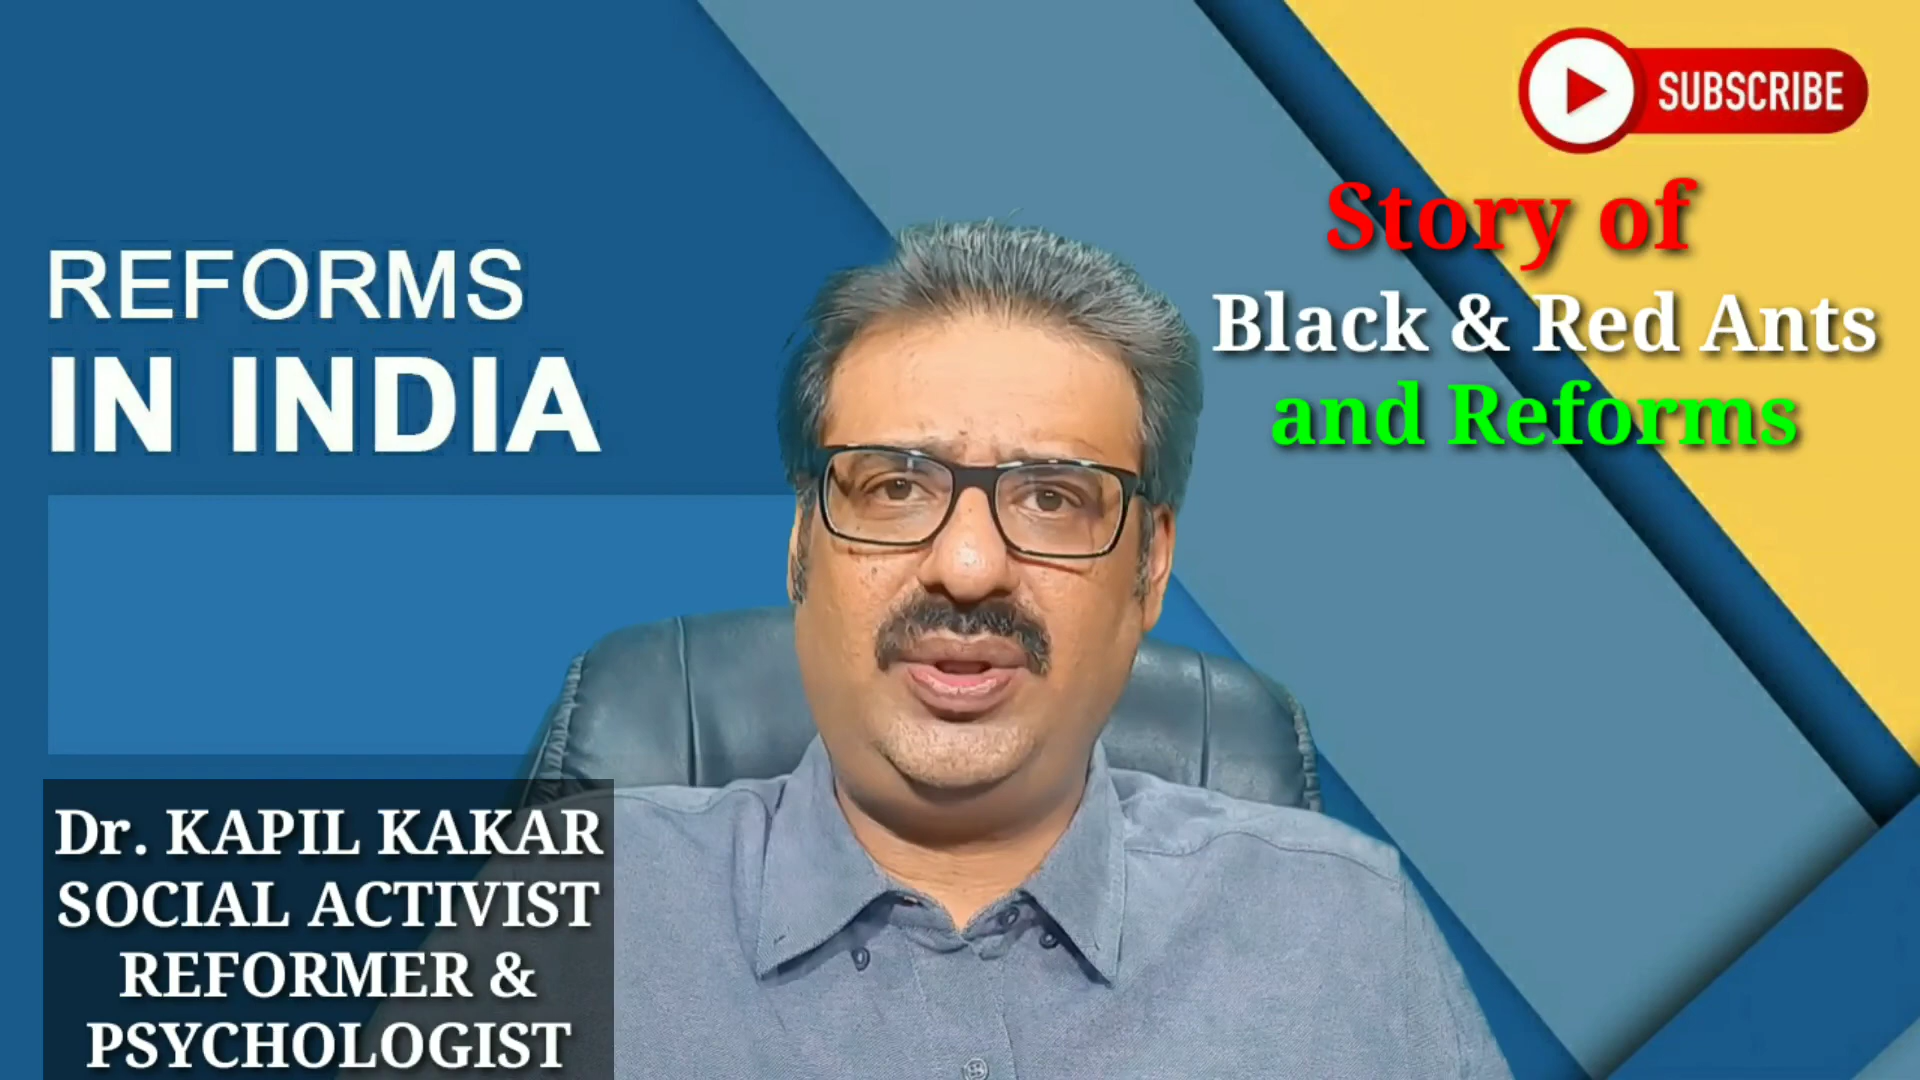 SUBSCRIBE
Story of
Black & Red Ants
and Reforms
REFORMS
IN INDIA
Dr. KAPIL KAKAR
SOCIAL ACTIVIST
REFORMER &
PSYCHOLOGIST